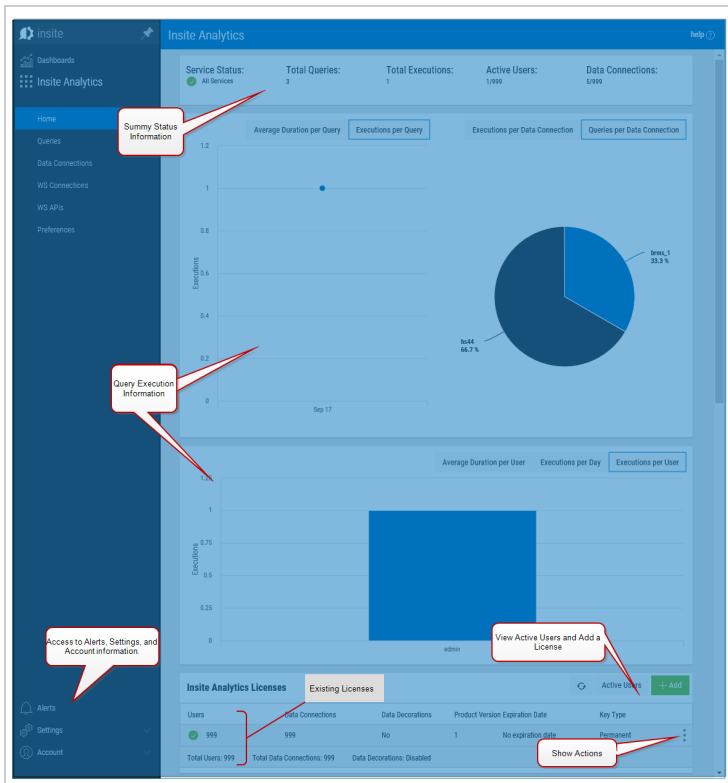 insite
Insite Analytics
help ?
Dashboards
Insite Analytics
Home
Queries
Data Connections
WS Connections
WS APIs
Preferences
Alerts
Settings
Account
Service Status:
All Services
Total Queries:
3
Total Executions:
1
Active Users:
1/999
Data Connections:
5/999
Summy Status
Information
Average Duration per Query
Executions per Query
1.2
1
0.8
0.6
0.4
0.2
0
Executions
Sep 17
Executions per Data Connection
Queries per Data Connection
brms_1
33.3 %
hs44
66.7 %
Query Execution
Information
Average Duration per User
Executions per Day
Executions per User
1.25
1
0.75
0.5
0.25
0
Executions
admin
Access to Alerts, Settings, and
Account information.
View Active Users and Add a
License
Insite Analytics Licenses
Existing Licenses
Active Users
+ Add
Users
Data Connections
Data Decorations
Product Version Expiration Date
Key Type
999
999
No
1
No expiration date
Permanent
Total Users: 999
Total Data Connections: 999
Data Decorations: Disabled
Show Actions